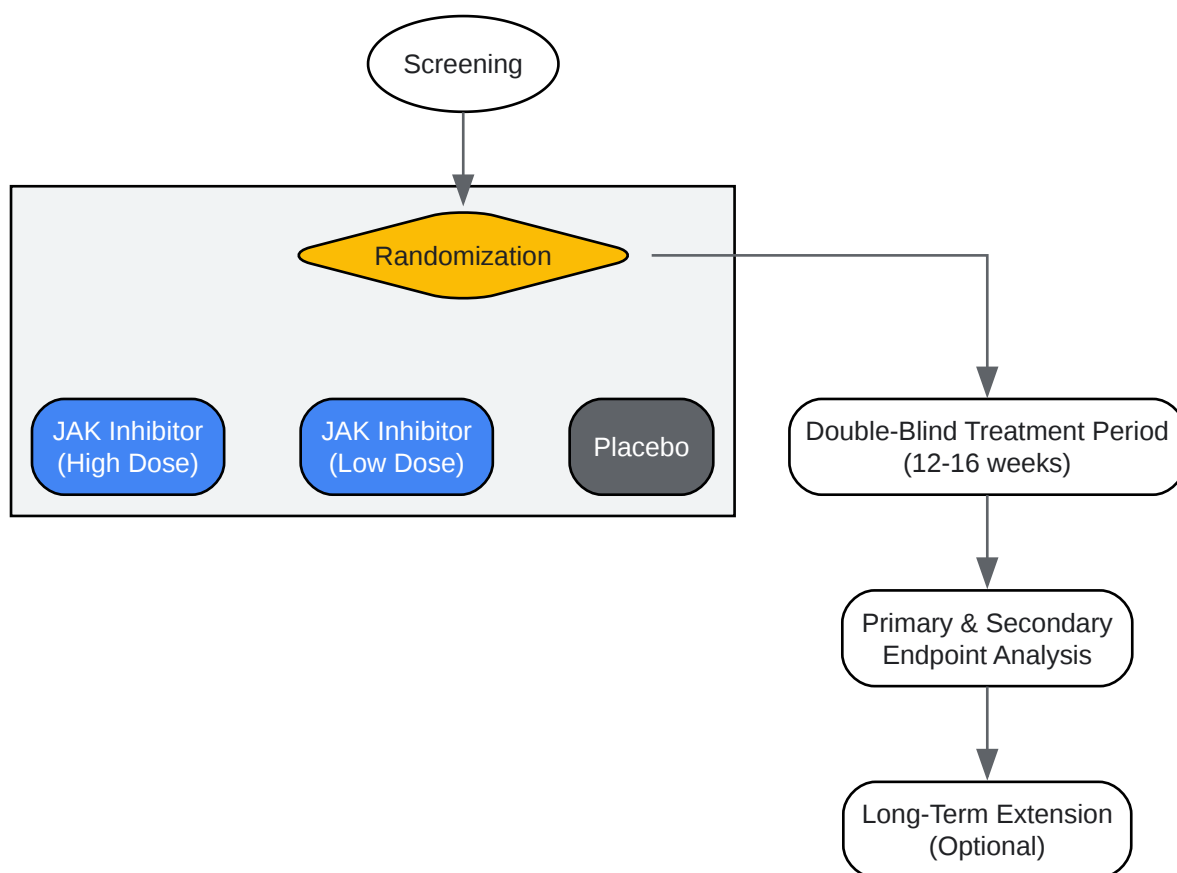 Screening
Randomization
JAK Inhibitor
(High Dose)
JAK Inhibitor
(Low Dose)
Placebo
Double-Blind Treatment Period
(12-16 weeks)
Primary & Secondary
Endpoint Analysis
Long-Term Extension
(Optional)